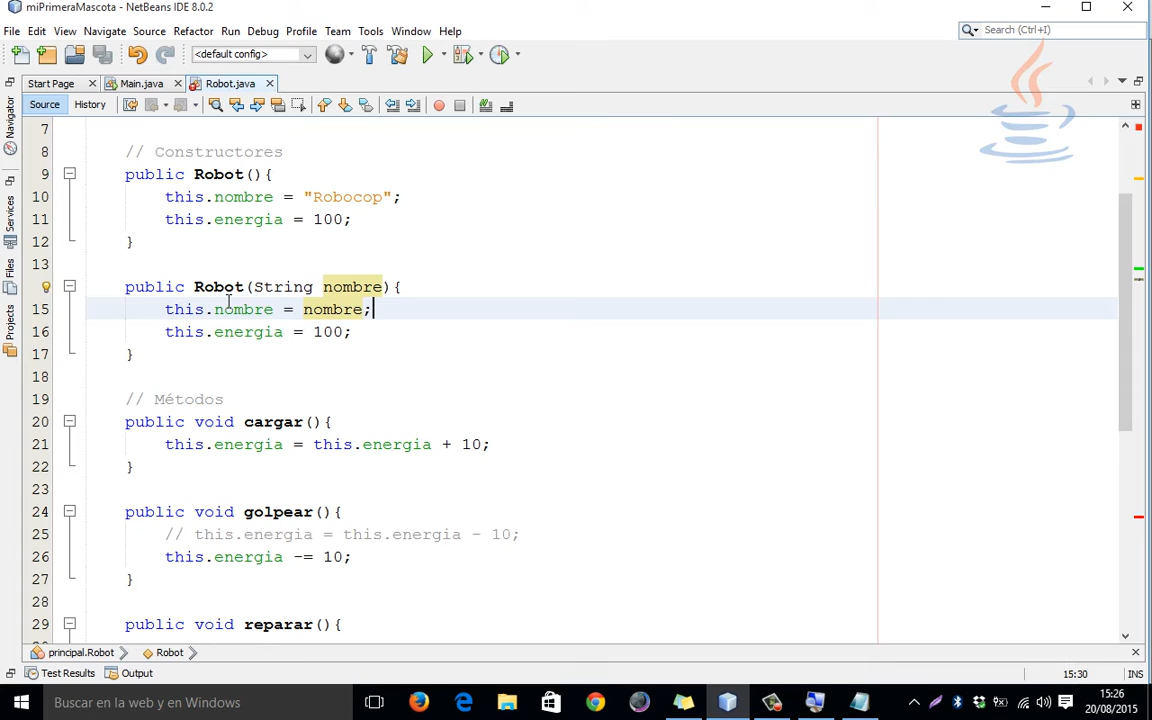 miPrimeraMascota - NetBeans IDE 8.0.2
File Edit View Navigate Source Refactor Run Debug Profile Team Tools Window Help
Search (Ctrl+I)
<default config>
Start Page Main.java Robot.java
Source History
Navigator
Services
Files
Projects
7
8 // Constructores
9 public Robot(){
10 this.nombre = "Robocop";
11 this.energia = 100;
12 }
13
public Robot(String nombre){
15 this.nombre = nombre;
16 this.energia = 100;
17 }
18
19 // Métodos
20 public void cargar(){
21 this.energia = this.energia + 10;
22 }
23
24 public void golpear(){
25 // this.energia = this.energia - 10;
26 this.energia -= 10;
27 }
28
29 public void reparar(){
principal.Robot Robot
Test Results Output
15:30 INS
Buscar en la web y en Windows
15:26
20/08/2015